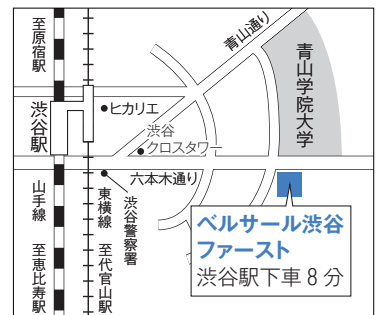 至原宿駅
青山通り
青山学院大学
渋谷駅
ヒカリエ
渋谷
クロスタワー
六本木通り
山手線
至恵比寿駅
東横線
至代官山駅
渋谷警察署
ベルサール渋谷
ファースト
渋谷駅下車8分